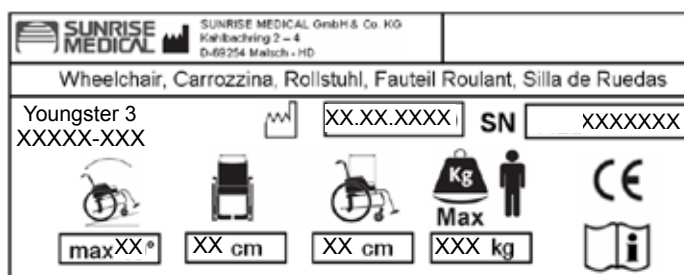 SUNRISE MEDICAL
SUNRISE MEDICAL GmbH & Co. KG
Kahlbachring 2 – 4
D-69254 Malsch - HD
Wheelchair, Carrozzina, Rollstuhl, Fauteil Roulant, Silla de Ruedas
Youngster 3
XXXXX-XXX
XX.XX.XXXX SN XXXXXXX
Kg
Max
CE
max XX° XX cm XX cm XXX kg
i